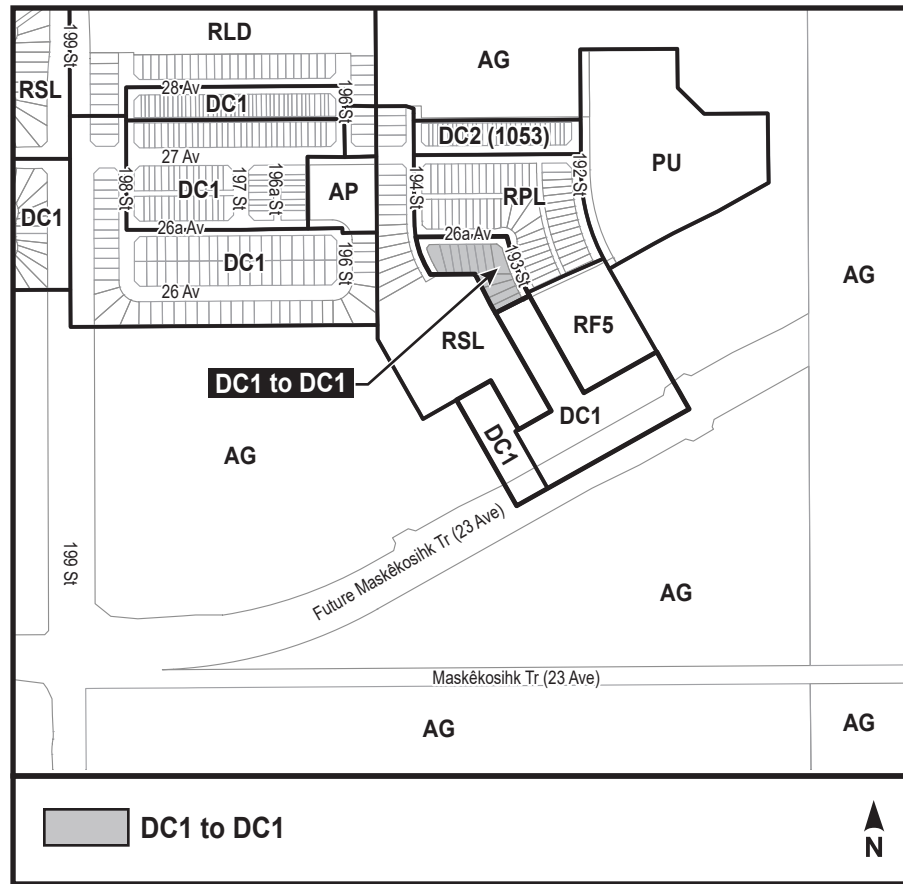 RLD
199 St
AG
RSL
28 Av
196 St
DC1
DC2 (1053)
27 Av
192 St
PU
198 St
DC1
197 St
196a St
AP
194 St
RPL
DC1
26a Av
26a Av
DC1
196 St
193 St
AG
26 Av
RSL
RF5
DC1 to DC1
DC1
DC1
AG
199 St
Future Maskêkosihk Tr (23 Ave)
AG
Maskêkosihk Tr (23 Ave)
AG
AG
DC1 to DC1
N